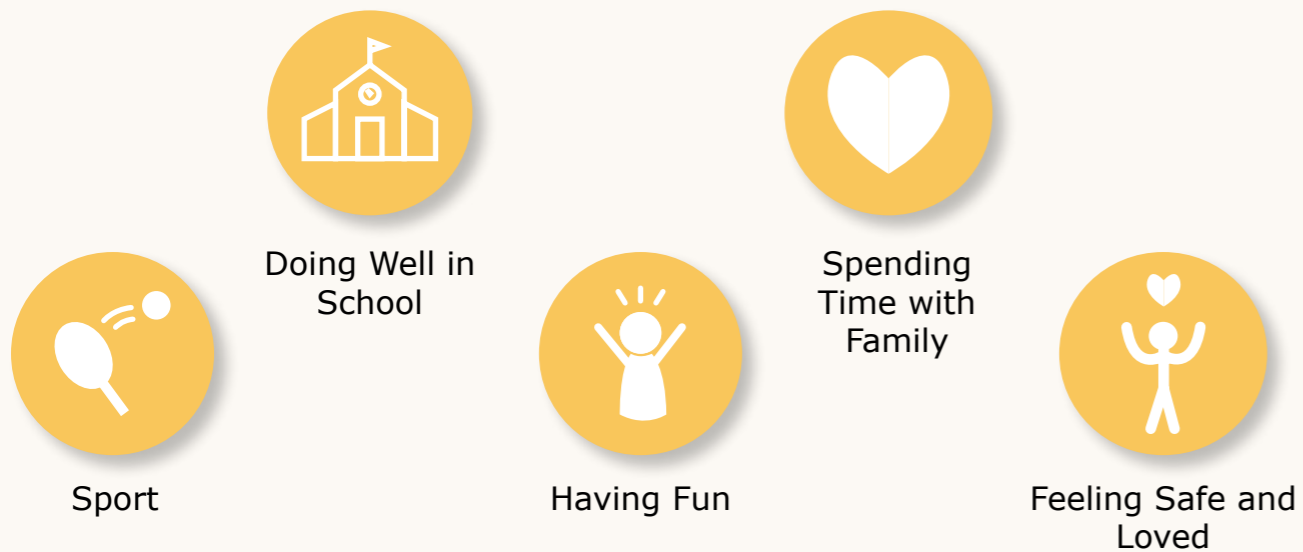 Sport
Doing Well in
School
Having Fun
Spending
Time with
Family
Feeling Safe and
Loved